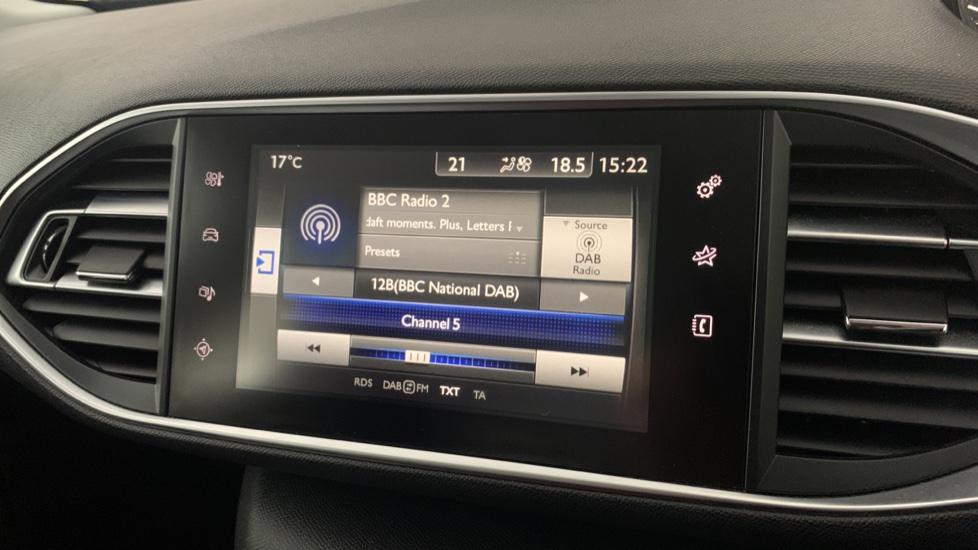 17°C 21 18.5 15:22
BBC Radio 2
daft moments. Plus, Letters f
Source
Presets
DAB
Radio
12B(BBC National DAB)
Channel 5
RDS DAB FM TXT TA